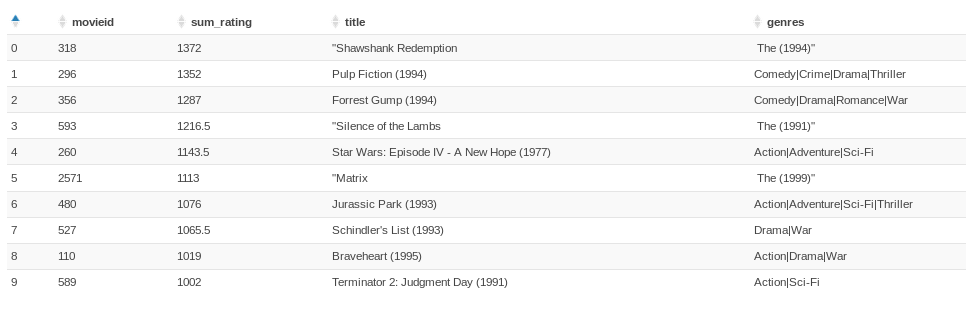 movieid sum_rating title genres
0 318 1372 "Shawshank Redemption The (1994)"
1 296 1352 Pulp Fiction (1994) Comedy|Crime|Drama|Thriller
2 356 1287 Forrest Gump (1994) Comedy|Drama|Romance|War
3 593 1216.5 "Silence of the Lambs The (1991)"
4 260 1143.5 Star Wars: Episode IV - A New Hope (1977) Action|Adventure|Sci-Fi
5 2571 1113 "Matrix The (1999)"
6 480 1076 Jurassic Park (1993) Action|Adventure|Sci-Fi|Thriller
7 527 1065.5 Schindler's List (1993) Drama|War
8 110 1019 Braveheart (1995) Action|Drama|War
9 589 1002 Terminator 2: Judgment Day (1991) Action|Sci-Fi